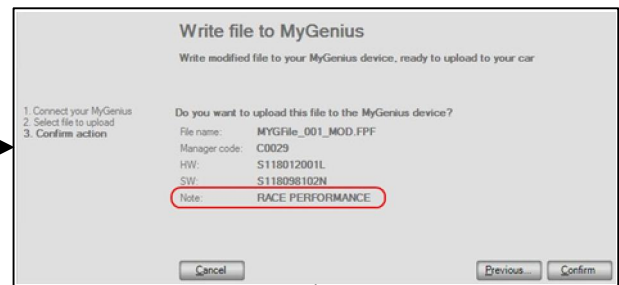 Write file to MyGenius
Write modified file to your MyGenius device, ready to upload to your car
1. Connect your MyGenius
2. Select file to upload
3. Confirm action
Do you want to upload this file to the MyGenius device?
File name: MYGFile_001_MOD.FPF
Manager code: C0029
HW: S118012001L
SW: S118098102N
Note: RACE PERFORMANCE
Cancel Previous... Confirm